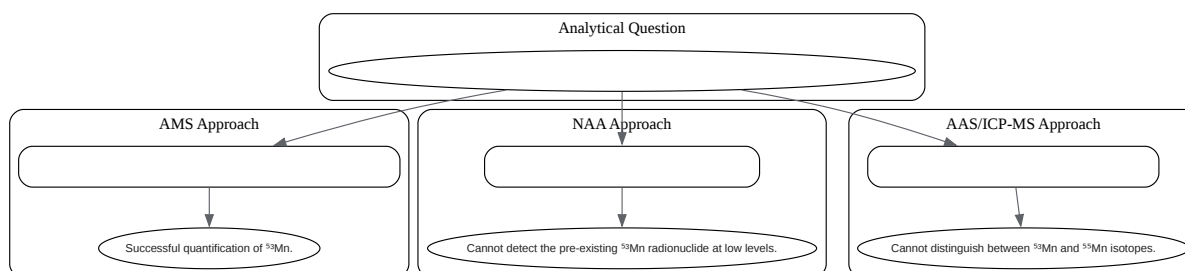 Analytical Question
AMS Approach
NAA Approach
AAS/ICP-MS Approach
Successful quantification of ⁵³Mn.
Cannot detect the pre-existing ⁵³Mn radionuclide at low levels.
Cannot distinguish between ⁵³Mn and ⁵⁵Mn isotopes.